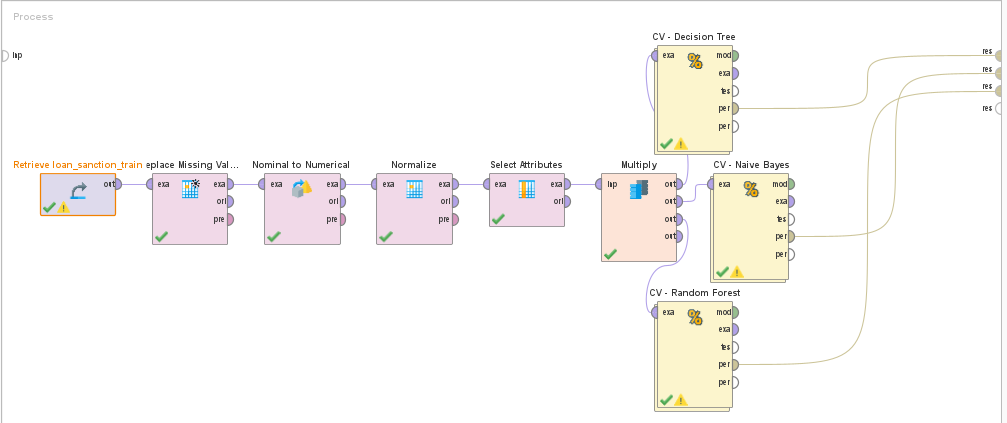 Process
inp
res
res
res
res
CV - Decision Tree
exa
mod
exa
tes
per
per
Retrieve loan_sanction_train
out
eplace Missing Val...
exa
exa
ori
pre
Nominal to Numerical
exa
exa
ori
pre
Normalize
exa
exa
ori
pre
Select Attributes
exa
exa
ori
Multiply
inp
out
out
out
out
CV - Naive Bayes
exa
mod
exa
tes
per
per
CV - Random Forest
exa
mod
exa
tes
per
per